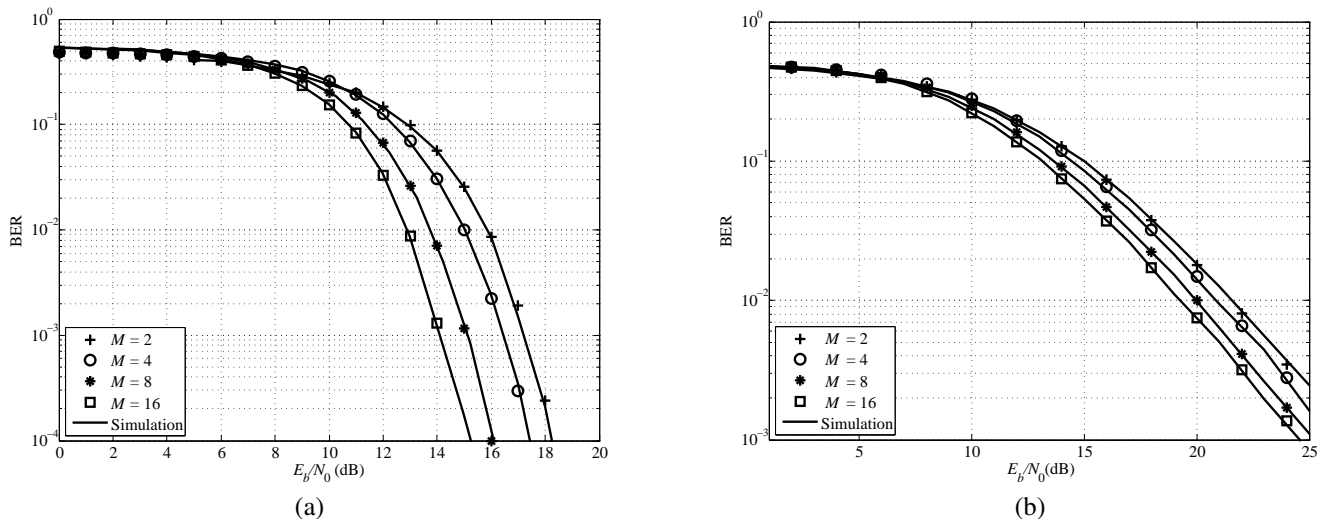 10^0
10^-1
10^-2
10^-3
10^-4
BER
M = 2
M = 4
M = 8
M = 16
Simulation
0 2 4 6 8 10 12 14 16 18 20
E_b/N_0 (dB)
(a)
10^0
10^-1
10^-2
10^-3
BER
M = 2
M = 4
M = 8
M = 16
Simulation
5 10 15 20 25
E_b/N_0 (dB)
(b)